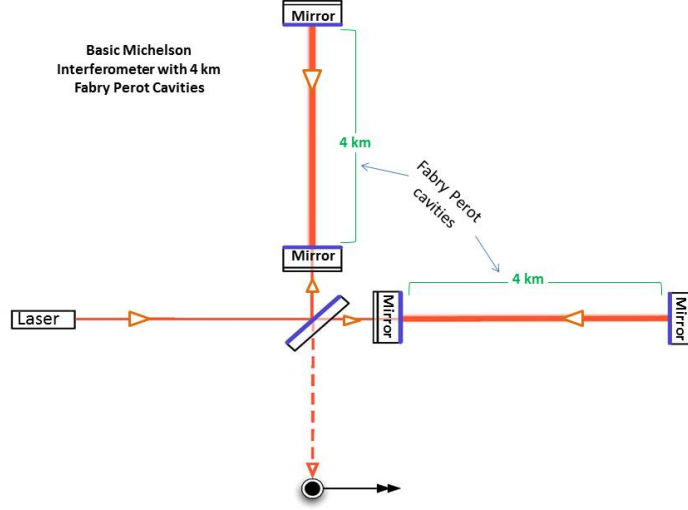 Mirror
Basic Michelson
Interferometer with 4 km
Fabry Perot Cavities
4 km
Fabry Perot
cavities
Mirror
4 km
Laser
Mirror
Mirror